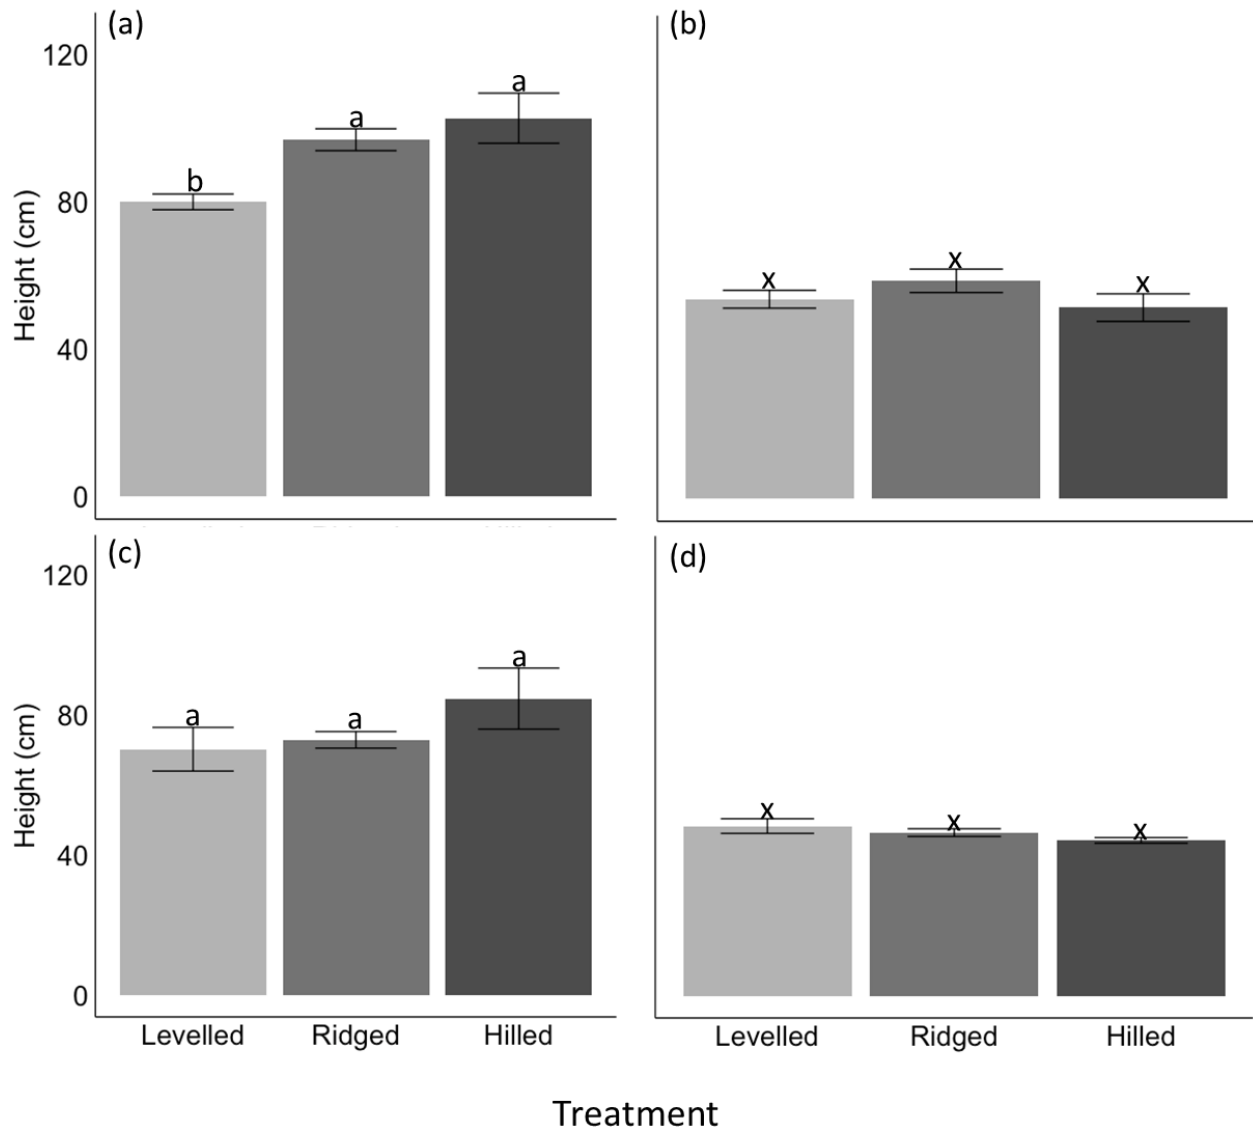 (a)
(b)
120
80
40
0
Height (cm)
b
a
a
x
x
x
(c)
(d)
120
80
40
0
Height (cm)
a
a
a
x
x
x
Levelled Ridged Hilled
Levelled Ridged Hilled
Treatment